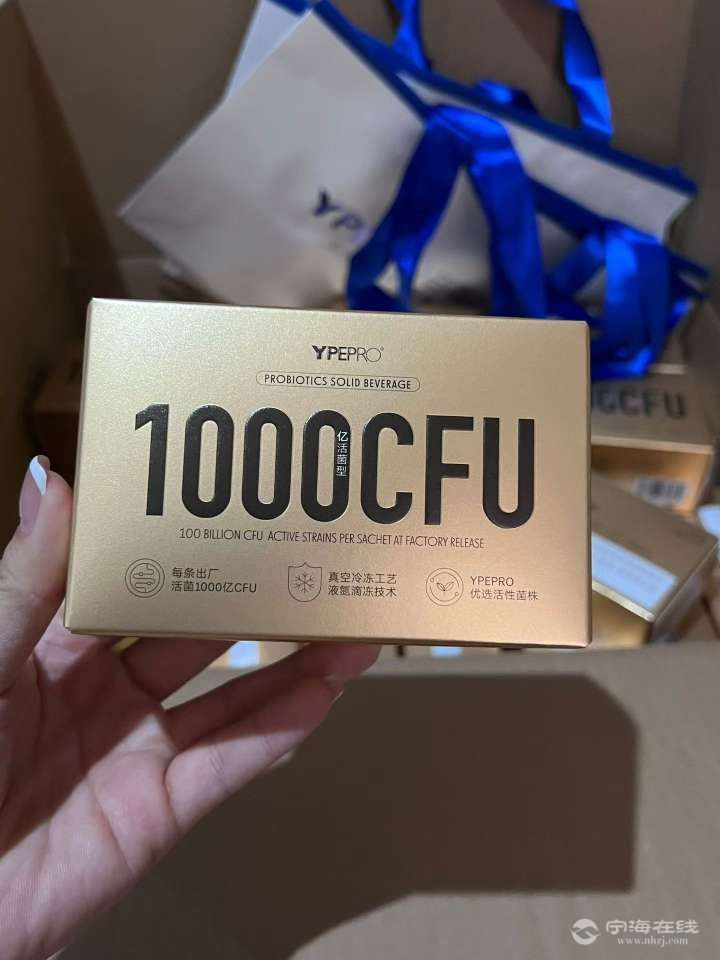 YPE
YPEPRO®
PROBIOTICS SOLID BEVERAGE
1000CFU
亿活菌型
100 BILLION CFU ACTIVE STRAINS PER SACHET AT FACTORY RELEASE
每条出厂
活菌1000亿CFU
真空冷冻工艺
液氮滴冻技术
YPEPRO
优选活性菌株
CFU
宁海在线
www.nhzj.com